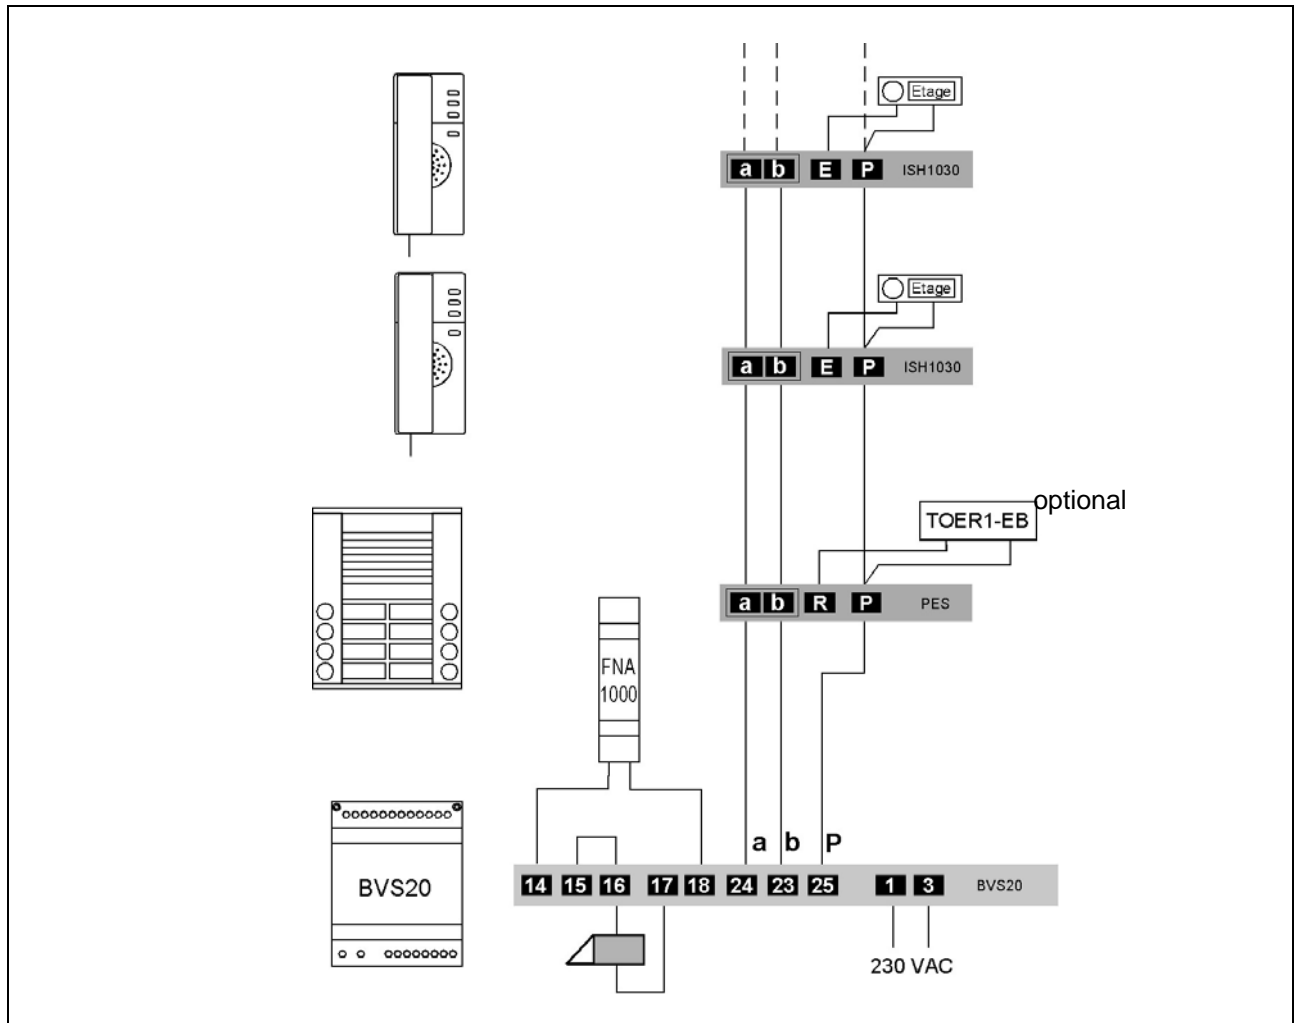 Etage
a b E P ISH1030
Etage
a b E P ISH1030
optional
TOER1-EB
a b R P PES
FNA
1000
a b P
BVS20
14 15 16 17 18 24 23 25 1 3 BVS20
230 VAC